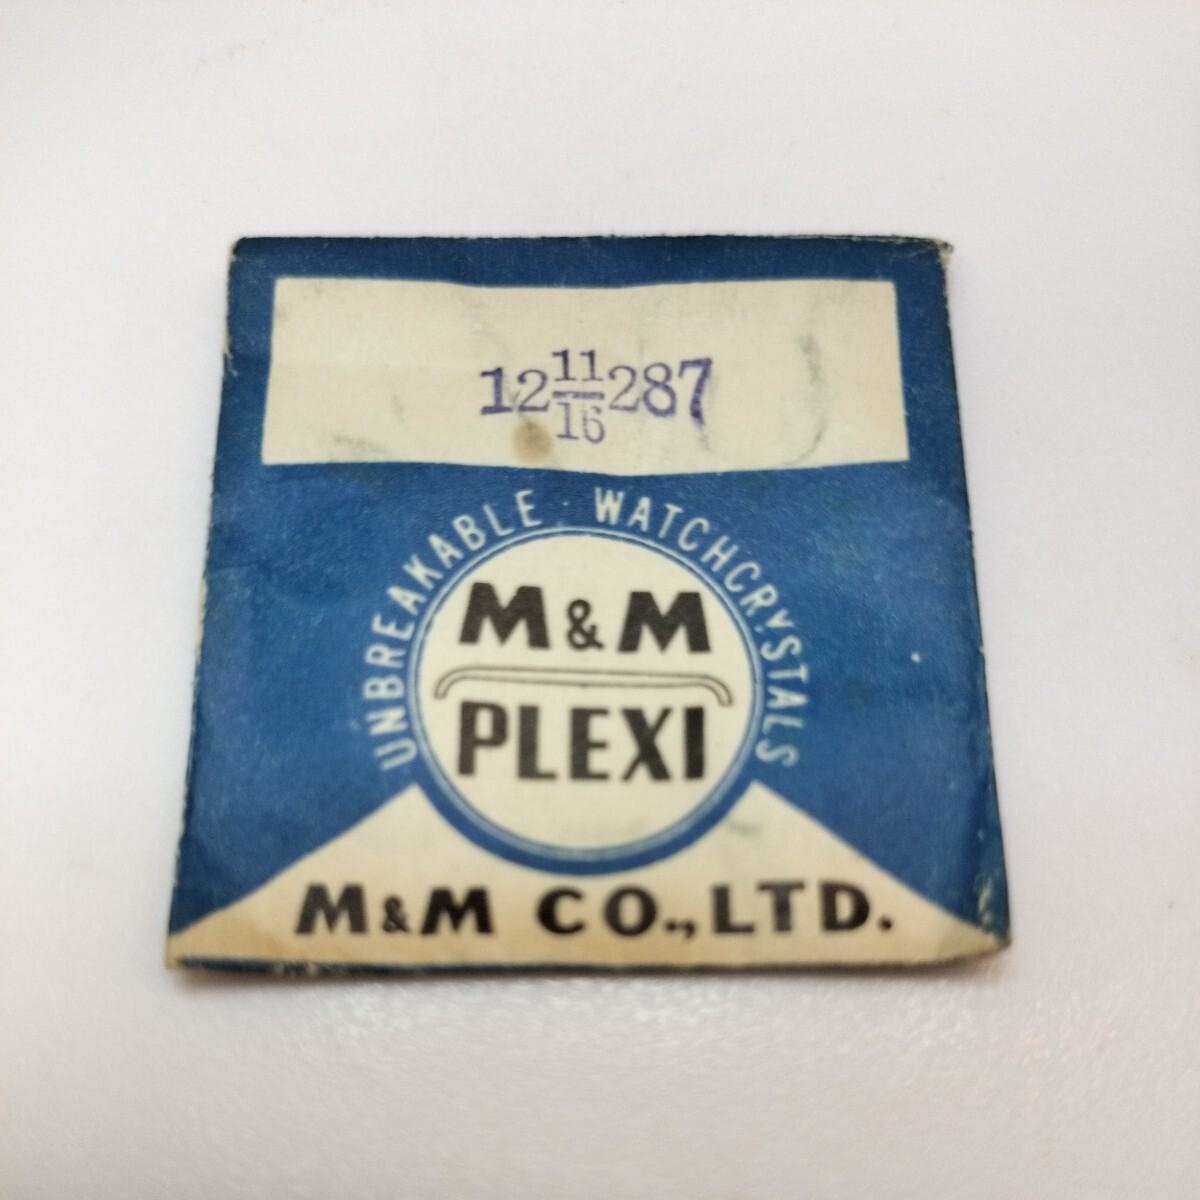 12 11/16 287
UNBREAKABLE · WATCHCRYSTALS
M & M
PLEXI
M & M CO., LTD.